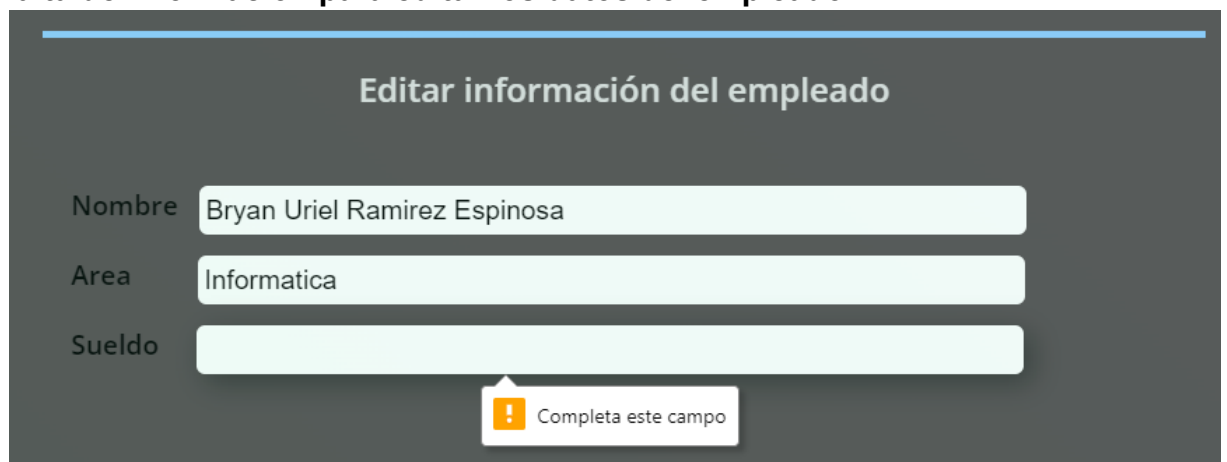 Editar información del empleado
Nombre Bryan Uriel Ramirez Espinosa
Area Informatica
Sueldo
Completa este campo